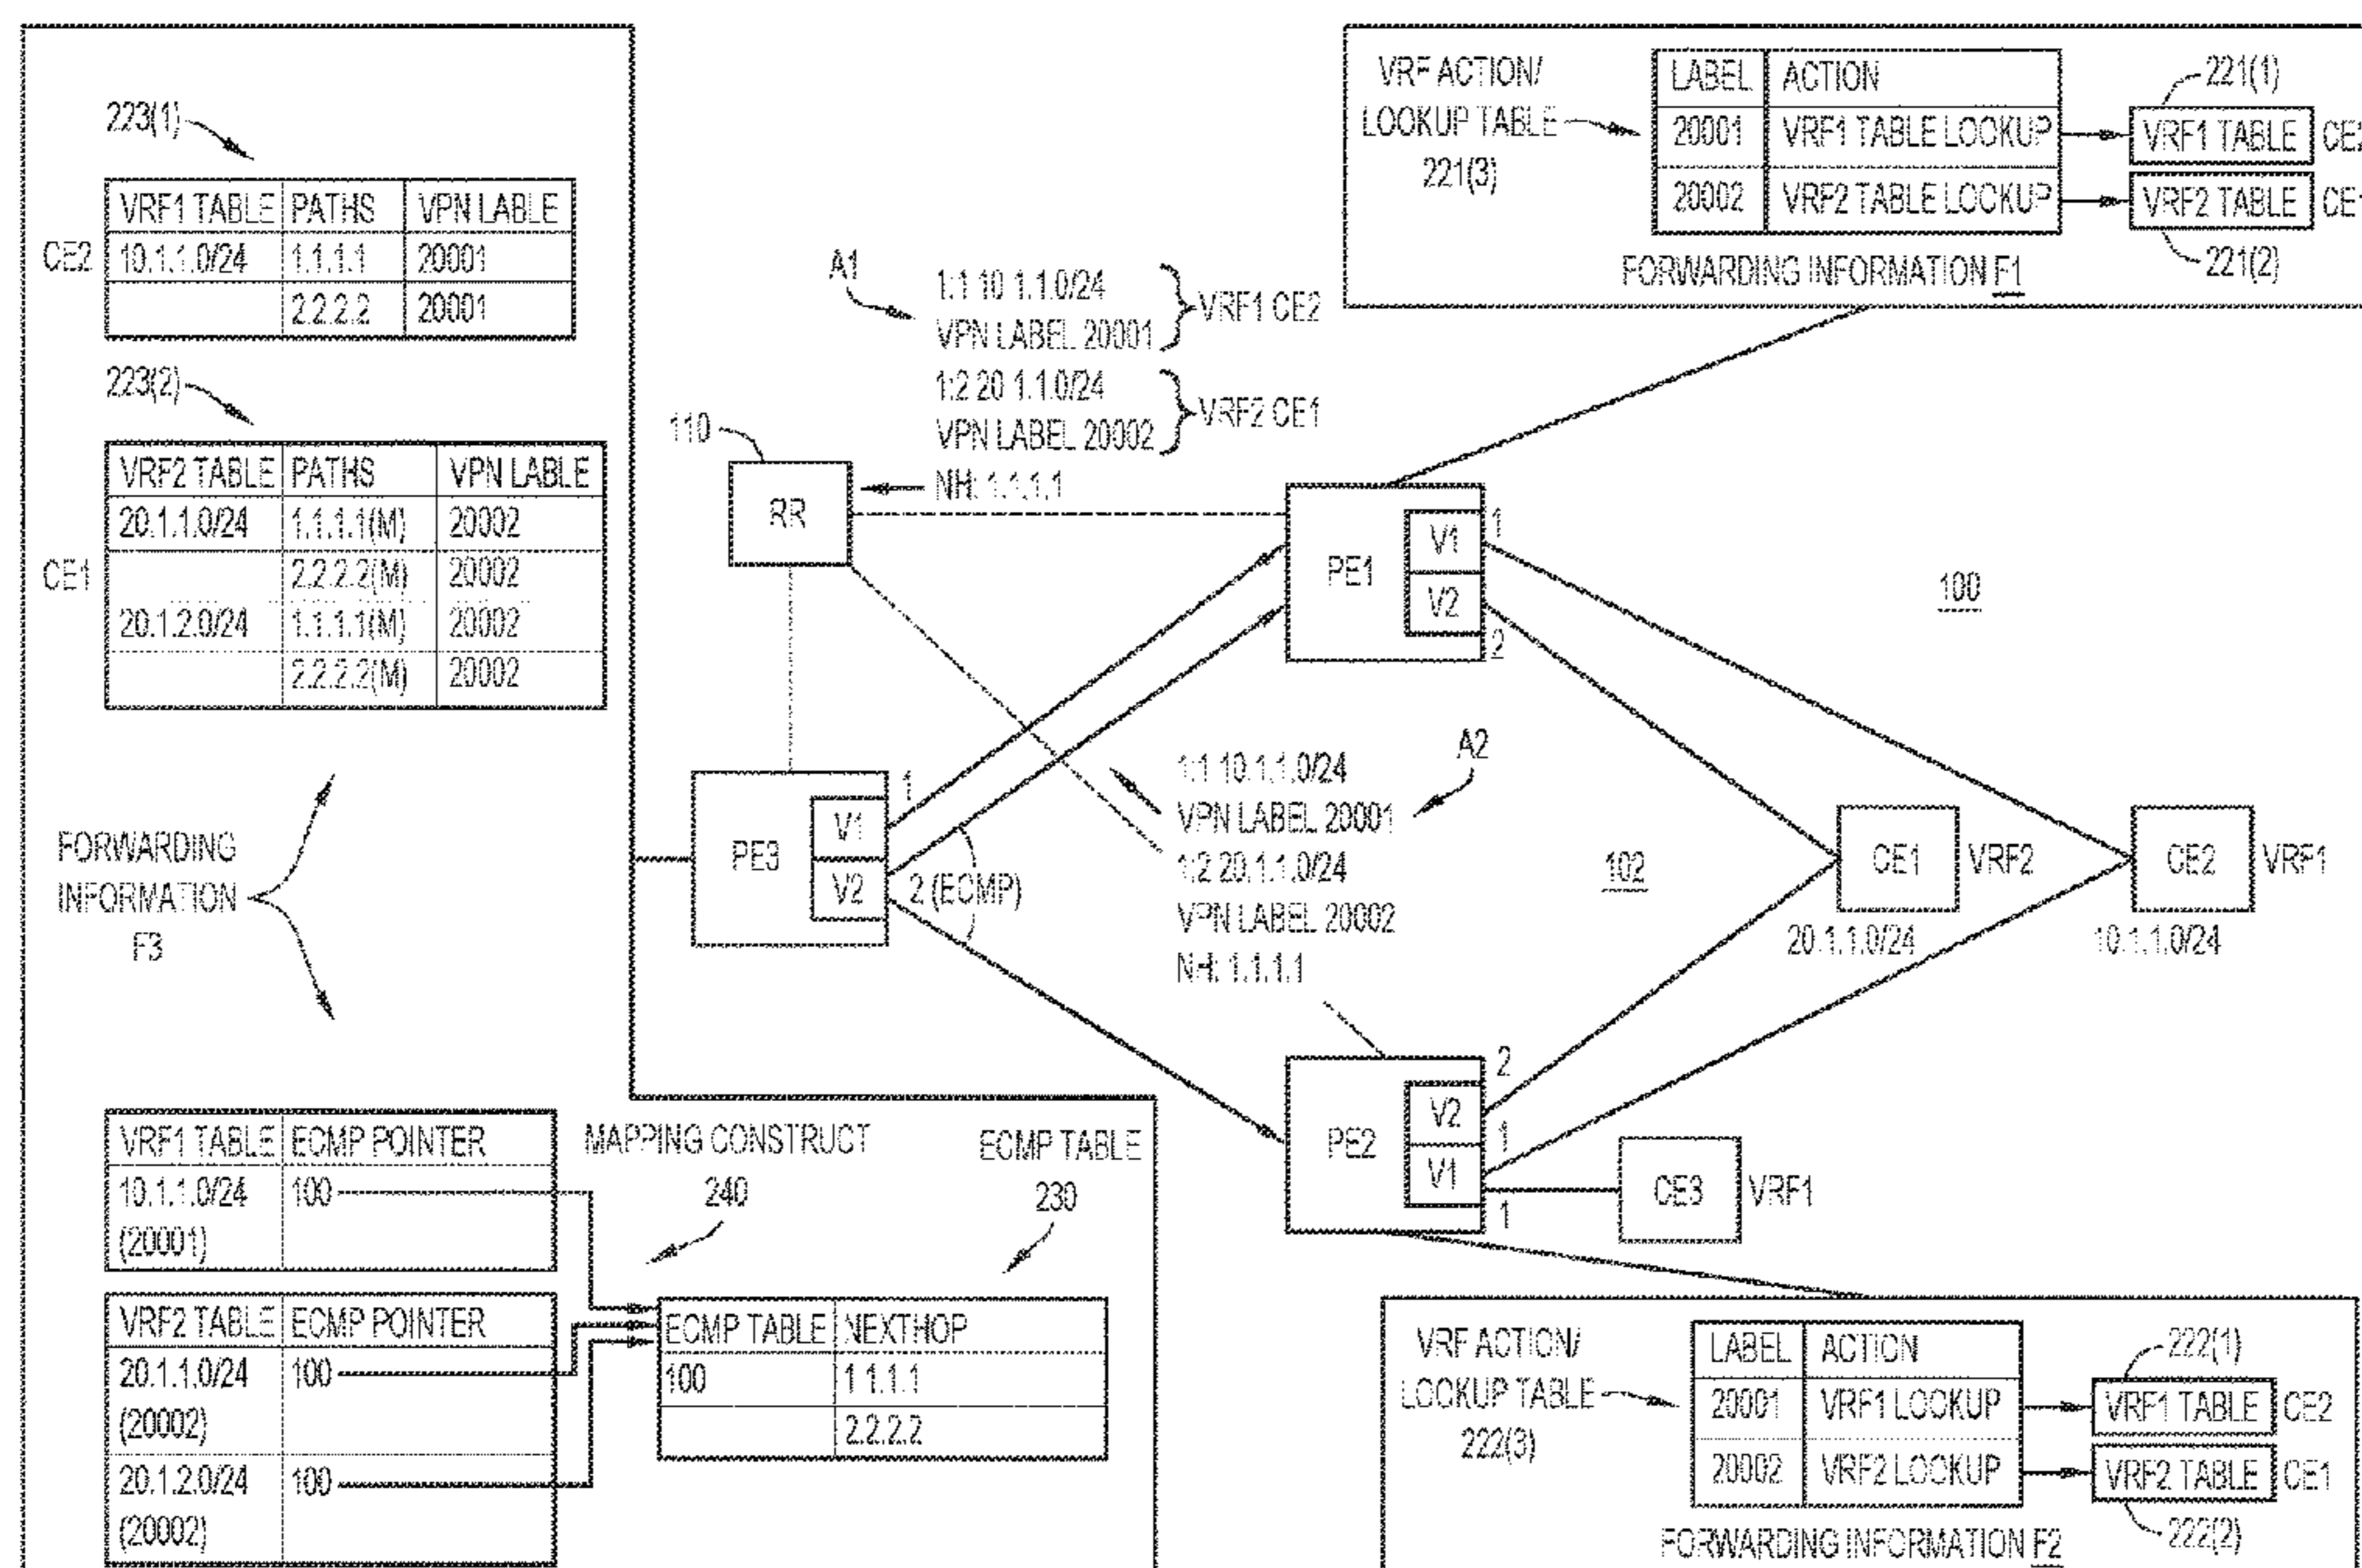 223(1)
VRF1 TABLE PATHS VPN LABLE
CE2 10.1.1.0/24 1.1.1.1 20001
2.2.2.2 20001
223(2)
VRF2 TABLE PATHS VPN LABLE
20.1.1.0/24 1.1.1.1(M) 20002
CE1 2.2.2.2(M) 20002
20.1.2.0/24 1.1.1.1(M) 20002
2.2.2.2(M) 20002
FORWARDING
INFORMATION
F3
VRF1 TABLE ECMP POINTER
10.1.1.0/24 100
(20001)
VRF2 TABLE ECMP POINTER
20.1.1.0/24 100
(20002)
20.1.2.0/24 100
(20002)
MAPPING CONSTRUCT
240
ECMP TABLE
230
ECMP TABLE NEXTHOP
100 1 1.1.1
2.2.2.2
A1
1:1 10 1.1.0/24
VPN LABEL 20001
VRF1 CE2
1:2 20 1.1.0/24
VPN LABEL 20002
VRF2 CE1
NH: 1.1.1.1
110
RR
PE3
V1
V2
1
2 (ECMP)
PE1
V1
V2
1
2
100
A2
1:1 10.1.1.0/24
VPN LABEL 20001
1:2 20.1.1.0/24
VPN LABEL 20002
NH: 1.1.1.1
102
CE1 VRF2
20.1.1.0/24
CE2 VRF1
10.1.1.0/24
PE2
V2
V1
2
1
1
CE3 VRF1
VRF ACTION/
LOOKUP TABLE
221(3)
LABEL ACTION
20001 VRF1 TABLE LOOKUP
20002 VRF2 TABLE LOOKUP
221(1)
VRF1 TABLE
VRF2 TABLE
221(2)
FORWARDING INFORMATION F1
VRF ACTION/
LOOKUP TABLE
222(3)
LABEL ACTION
20001 VRF1 LOOKUP
20002 VRF2 LOOKUP
222(1)
VRF1 TABLE CE2
VRF2 TABLE CE1
222(2)
FORWARDING INFORMATION F2